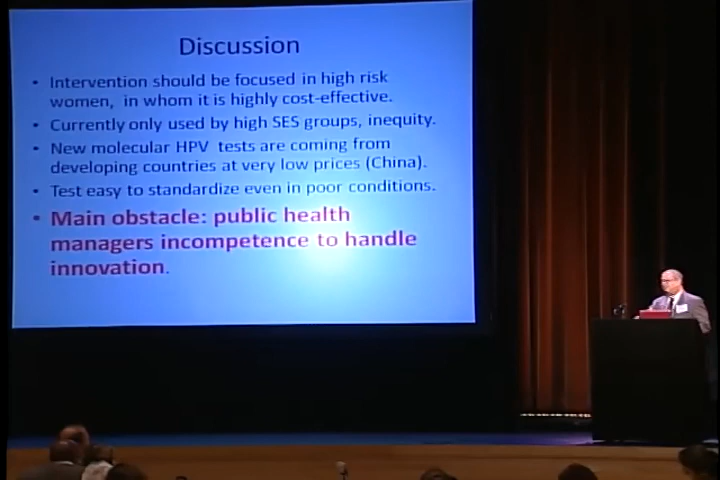 Discussion
• Intervention should be focused in high risk
women, in whom it is highly cost-effective.
• Currently only used by high SES groups, inequity.
• New molecular HPV tests are coming from
developing countries at very low prices (China).
• Test easy to standardize even in poor conditions.
• Main obstacle: public health
managers incompetence to handle
innovation.